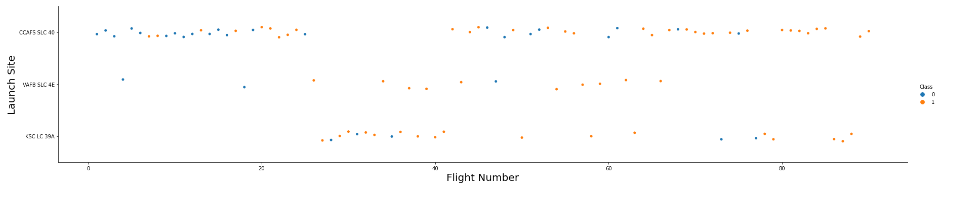 CCAFS SLC 40
VAFB SLC 4E
KSC LC 39A
Launch Site
0 20 40 60 80
Flight Number
Class
0
1